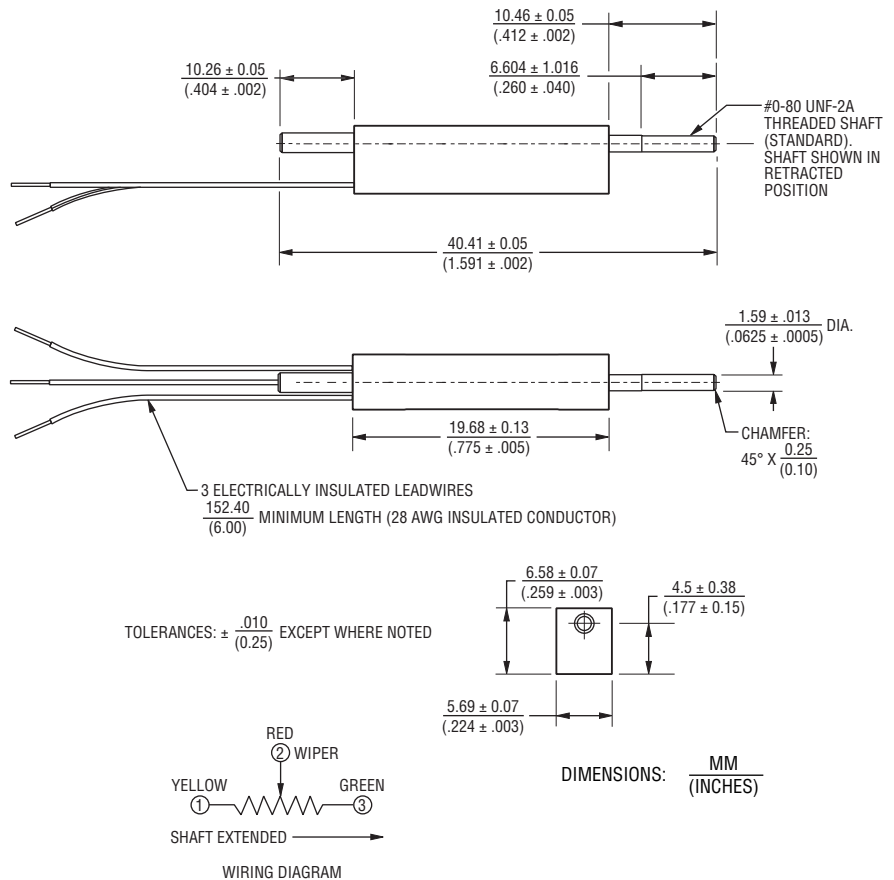 10.46 ± 0.05
(.412 ± .002)
10.26 ± 0.05
(.404 ± .002)
6.604 ± 1.016
(.260 ± .040)
#0-80 UNF-2A
THREADED SHAFT
(STANDARD).
SHAFT SHOWN IN
RETRACTED
POSITION
40.41 ± 0.05
(1.591 ± .002)
1.59 ± .013
(.0625 ± .0005)
DIA.
19.68 ± 0.13
(.775 ± .005)
CHAMFER:
45° X 0.25
(0.10)
3 ELECTRICALLY INSULATED LEADWIRES
152.40
(6.00)
MINIMUM LENGTH (28 AWG INSULATED CONDUCTOR)
6.58 ± 0.07
(.259 ± .003)
4.5 ± 0.38
(.177 ± 0.15)
TOLERANCES: ± .010
(0.25)
EXCEPT WHERE NOTED
5.69 ± 0.07
(.224 ± .003)
RED
2 WIPER
YELLOW
1
GREEN
3
SHAFT EXTENDED
WIRING DIAGRAM
DIMENSIONS: MM
(INCHES)